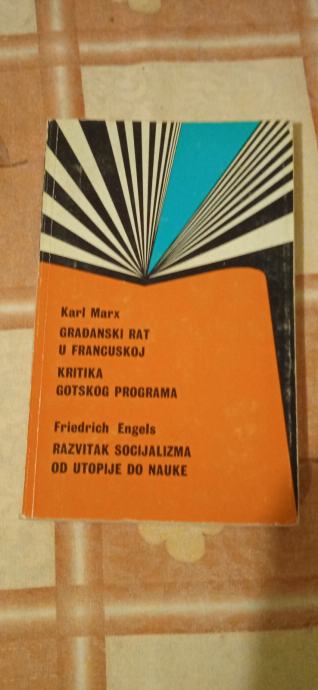 Karl Marx
GRAĐANSKI RAT
U FRANCUSKOJ
KRITIKA
GOTSKOG PROGRAMA
Friedrich Engels
RAZVITAK SOCIJALIZMA
OD UTOPIJE DO NAUKE